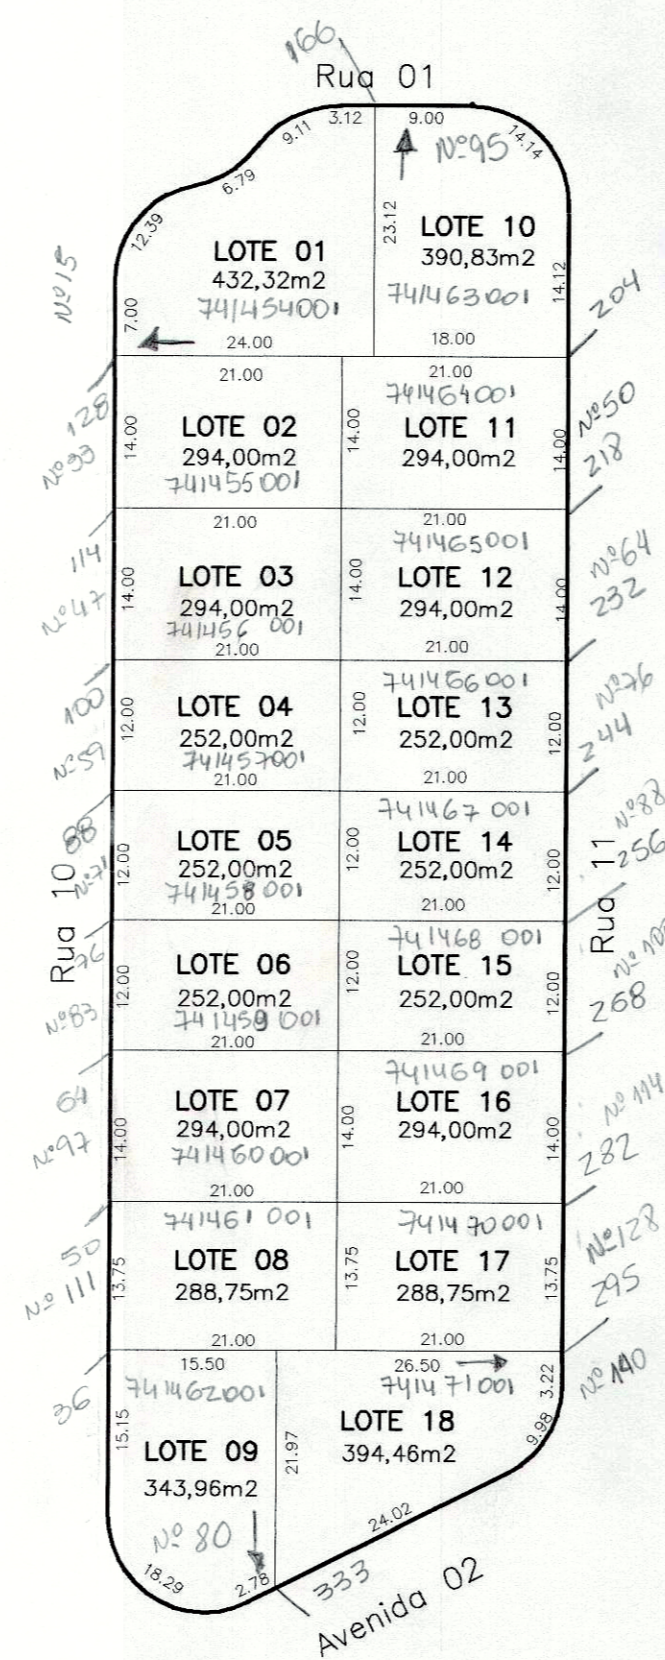 166
Rua 01
3.12
9.00
9.11
14.14
6.79
12.39
7.00
Nº15
LOTE 01
432,32m2
741454001
24.00
Nº95
23.12
LOTE 10
390,83m2
741463001
18.00
14.12
204
128
Nº33
21.00
14.00
LOTE 02
294,00m2
741455001
21.00
741464001
14.00
LOTE 11
294,00m2
14.00
Nº50
218
114
Nº47
21.00
14.00
LOTE 03
294,00m2
741456 001
21.00
21.00
741465001
14.00
LOTE 12
294,00m2
21.00
14.00
Nº64
232
100
Nº59
12.00
LOTE 04
252,00m2
741457001
21.00
741466001
12.00
LOTE 13
252,00m2
21.00
12.00
Nº76
244
88
Nº71
Rua 10
12.00
LOTE 05
252,00m2
741458001
21.00
741467 001
12.00
LOTE 14
252,00m2
21.00
12.00
Nº88
256
Rua 11
76
Nº83
12.00
LOTE 06
252,00m2
741459 001
21.00
741468 001
12.00
LOTE 15
252,00m2
21.00
12.00
268
64
Nº97
14.00
LOTE 07
294,00m2
741460001
21.00
741469 001
14.00
LOTE 16
294,00m2
21.00
14.00
Nº 114
282
50
Nº 111
13.75
741461 001
LOTE 08
288,75m2
21.00
741470001
13.75
LOTE 17
288,75m2
21.00
13.75
Nº128
295
36
15.50
741462001
15.15
LOTE 09
343,96m2
Nº 80
18.29
2.78
21.97
26.50
741471001
LOTE 18
394,46m2
3.22
9.98
24.02
Nº 140
333
Avenida 02